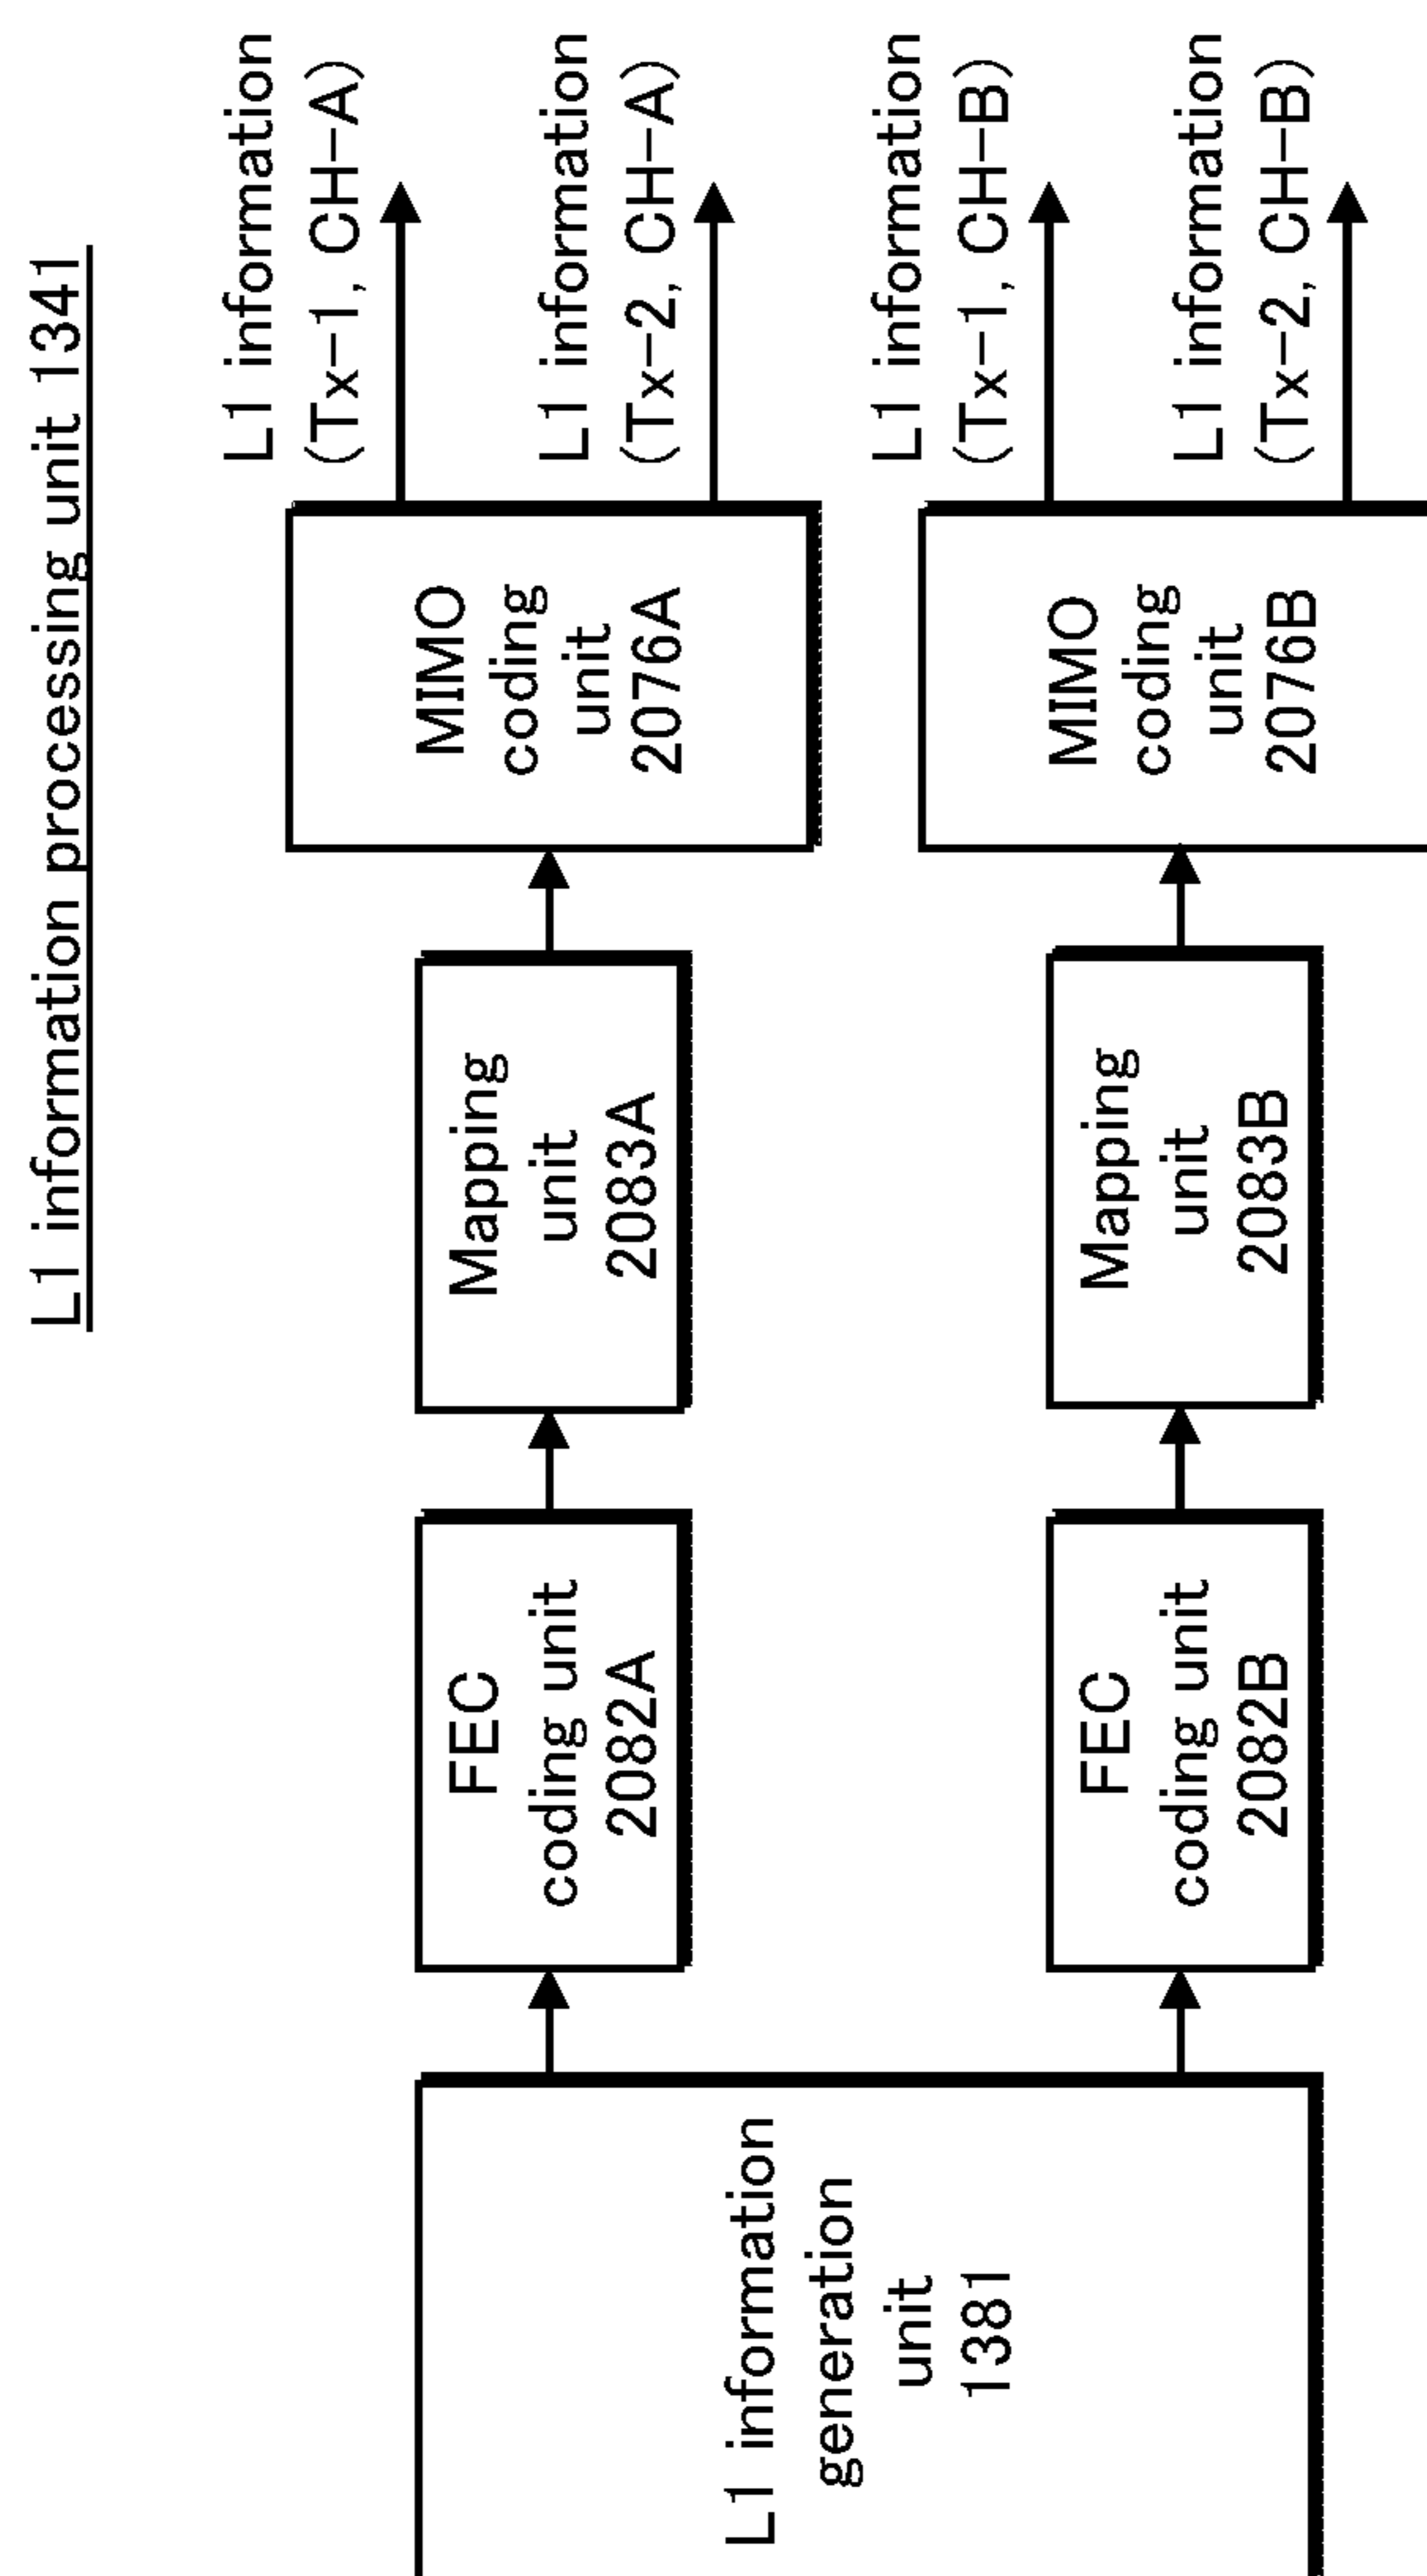 L1 information processing unit 1341
L1 information
generation
unit
1381
FEC
coding unit
2082A
Mapping
unit
2083A
MIMO
coding
unit
2076A
L1 information
(Tx-1, CH-A)
L1 information
(Tx-2, CH-A)
FEC
coding unit
2082B
Mapping
unit
2083B
MIMO
coding
unit
2076B
L1 information
(Tx-1, CH-B)
L1 information
(Tx-2, CH-B)